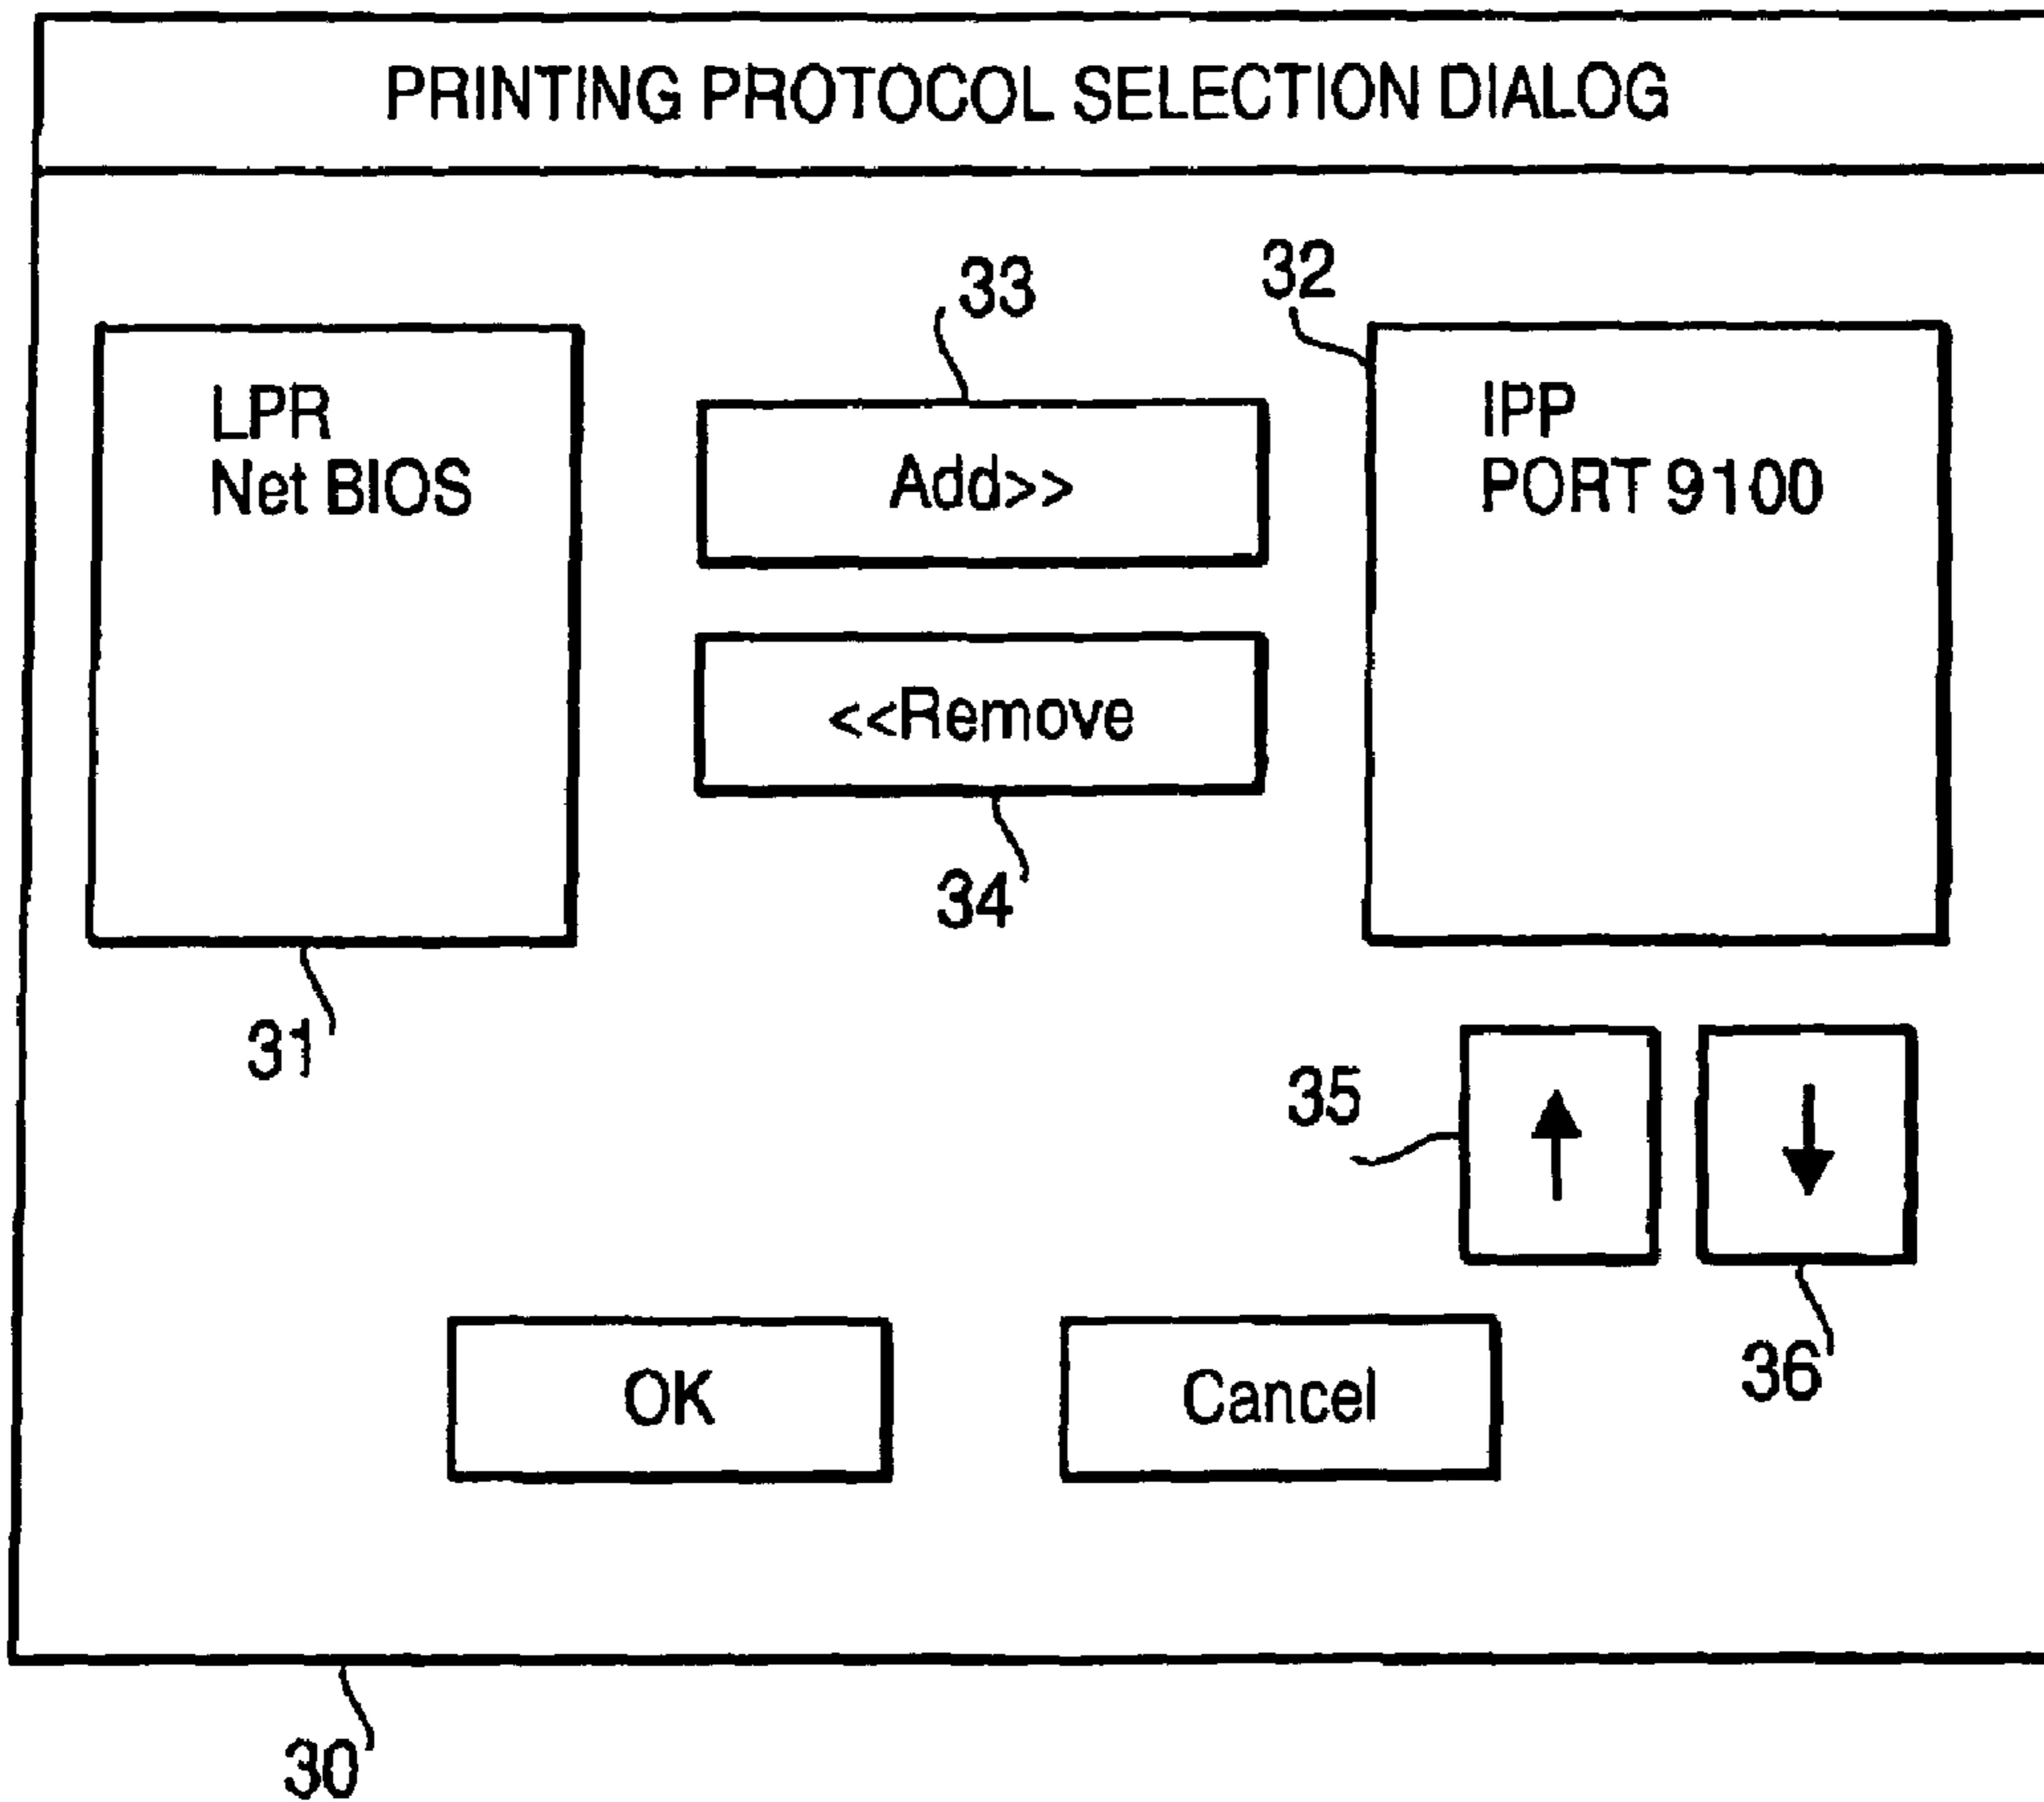 PRINTING PROTOCOL SELECTION DIALOG
33
32
LPR
Net BIOS
Add>>
IPP
PORT 9100
<<Remove
34
31
35
36
OK
Cancel
30